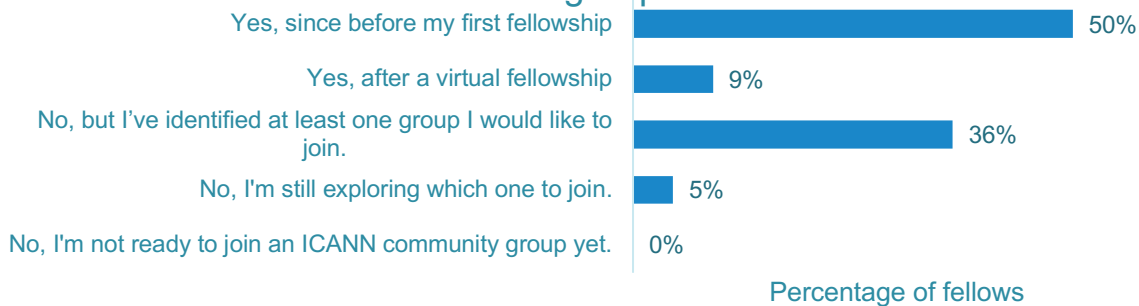 Yes, since before my first fellowship
50%
Yes, after a virtual fellowship
9%
No, but I’ve identified at least one group I would like to
join.
36%
No, I'm still exploring which one to join.
5%
No, I'm not ready to join an ICANN community group yet.
0%
Percentage of fellows